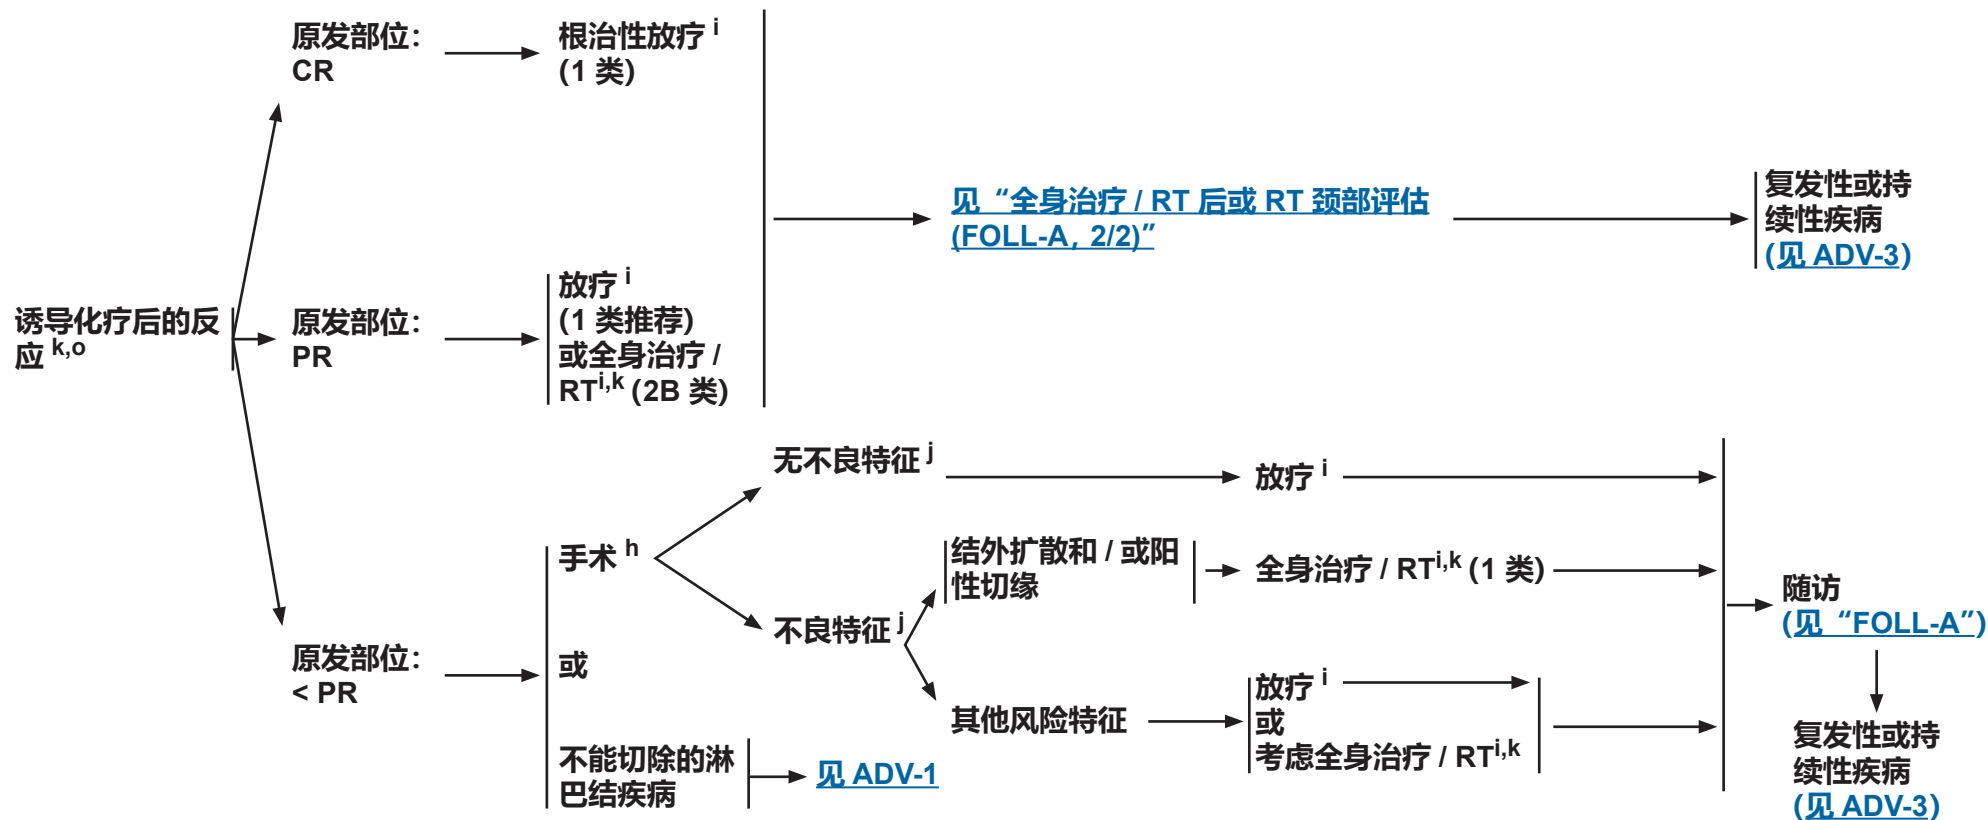 原发部位：
CR
根治性放疗 i
(1 类)
见“全身治疗 / RT 后或 RT 颈部评估
(FOLL-A, 2/2)”
复发性或持
续性疾病
(见 ADV-3)
诱导化疗后的反
应 k,o
原发部位：
PR
放疗 i
(1 类推荐)
或全身治疗 /
RTi,k (2B 类)
原发部位：
< PR
手术 h
或
不能切除的淋
巴结疾病
见 ADV-1
无不良特征 j
放疗 i
不良特征 j
结外扩散和 / 或阳
性切缘
全身治疗 / RTi,k (1 类)
其他风险特征
放疗 i
或
考虑全身治疗 / RTi,k
随访
(见 “FOLL-A”)
复发性或持
续性疾病
(见 ADV-3)